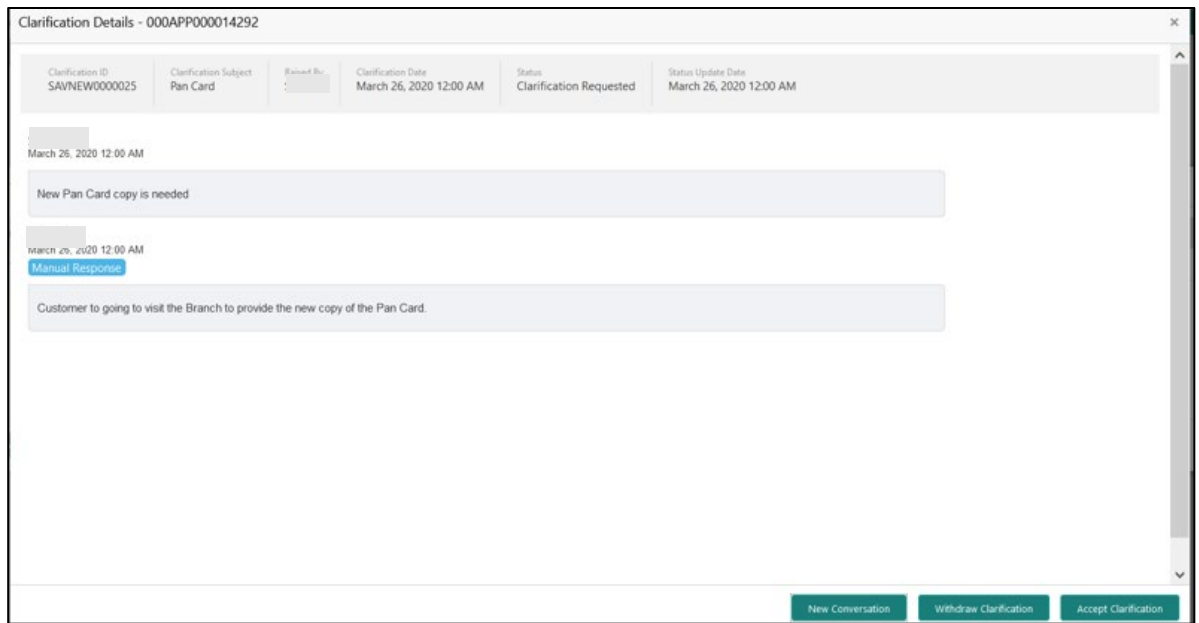 Clarification Details - 000APP000014292
×
Clarification ID Clarification Subject Raised By Clarification Date Status Status Update Date
SAVNEW0000025 Pan Card March 26, 2020 12:00 AM Clarification Requested March 26, 2020 12:00 AM
March 26, 2020 12:00 AM
New Pan Card copy is needed
March 26, 2020 12:00 AM
Manual Response
Customer to going to visit the Branch to provide the new copy of the Pan Card.
New Conversation Withdraw Clarification Accept Clarification